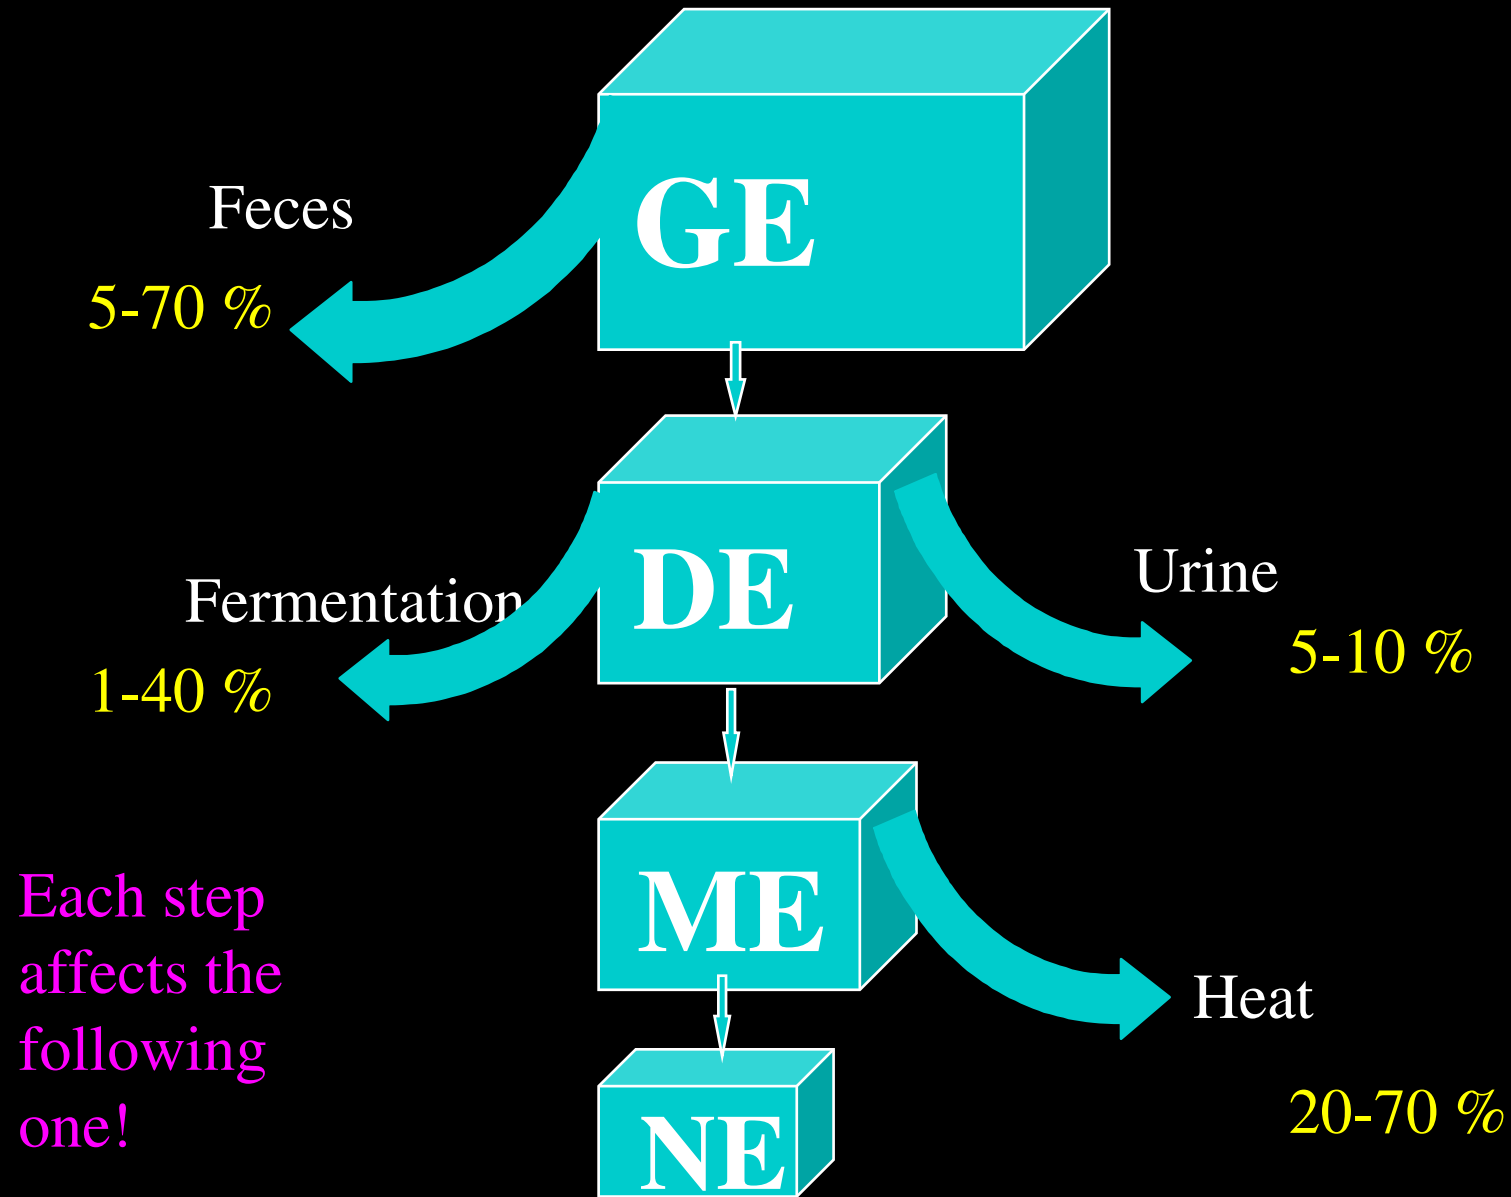 GE
Feces
5-70 %
DE
Fermentation
1-40 %
Urine
5-10 %
ME
Each step
affects the
following
one!
Heat
20-70 %
NE